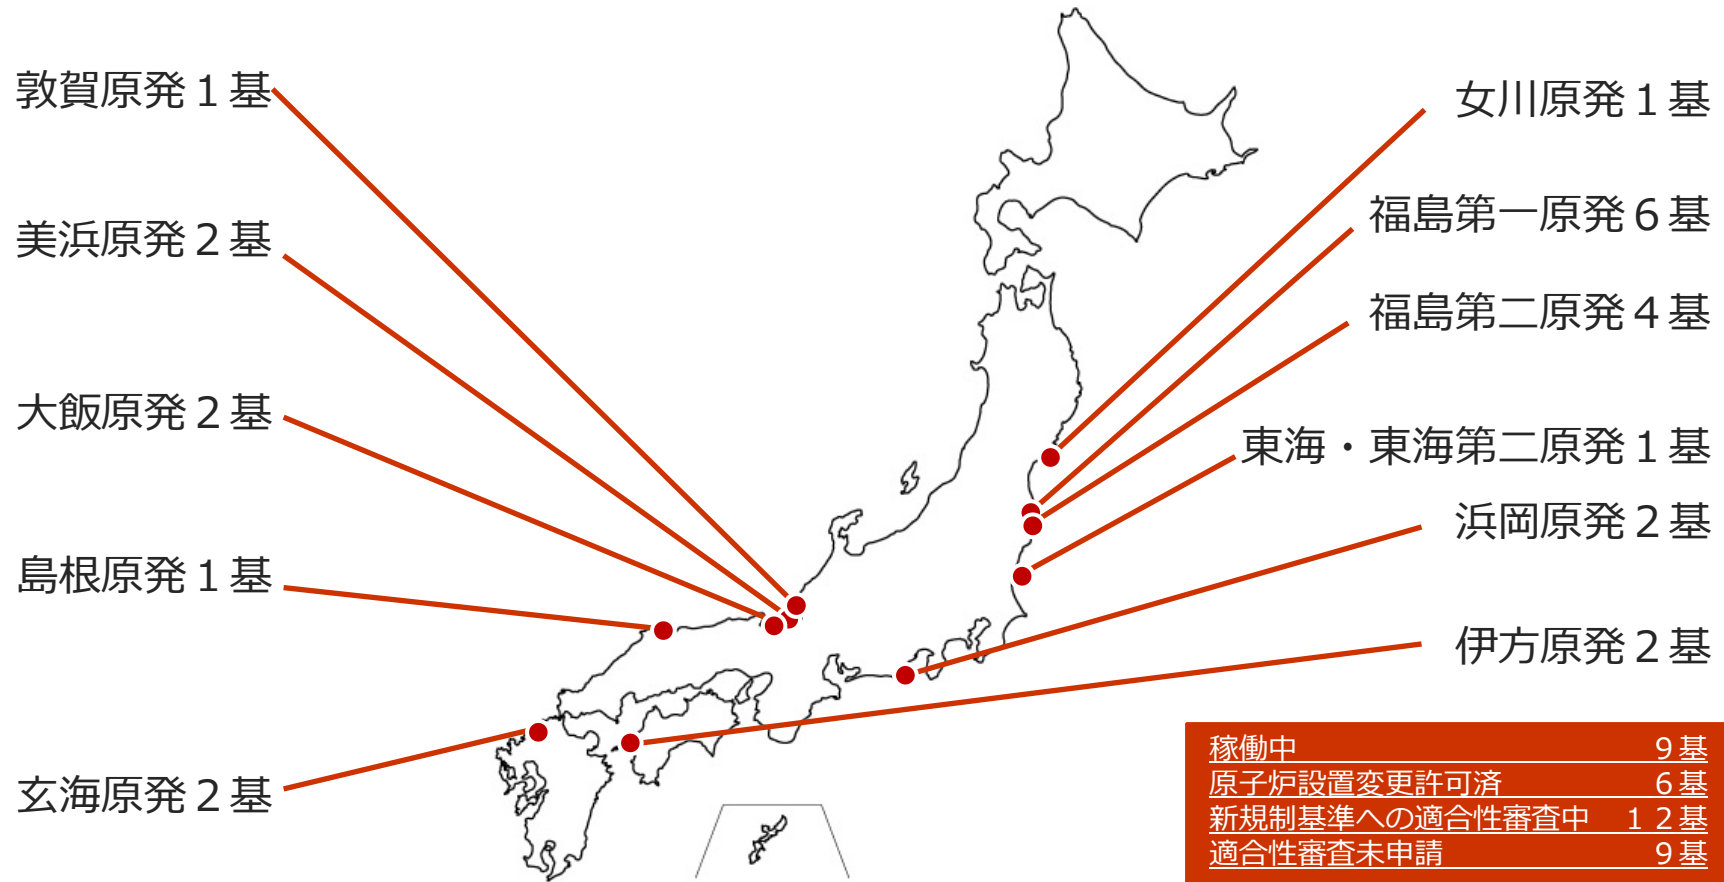 敦賀原発１基
美浜原発２基
大飯原発２基
島根原発１基
玄海原発２基
女川原発１基
福島第一原発６基
福島第二原発４基
東海・東海第二原発１基
浜岡原発２基
伊方原発２基
稼働中 9基
原子炉設置変更許可済 6基
新規制基準への適合性審査中 １２基
適合性審査未申請 9基